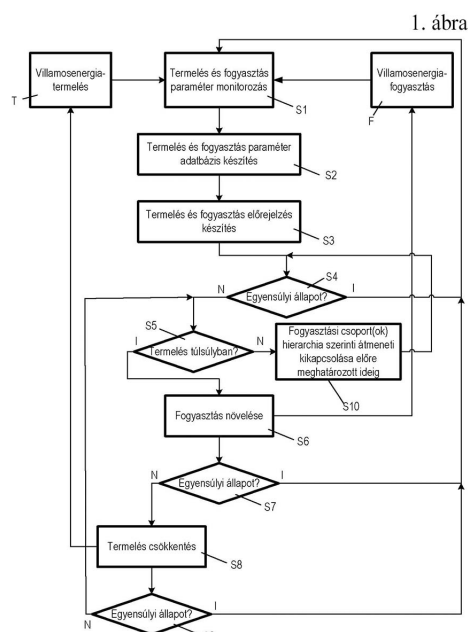 1. ábra
Villamosenergia-
termelés
T
Termelés és fogyasztás
paraméter monitorozás
S1
Villamosenergia-
fogyasztás
F
Termelés és fogyasztás paraméter
adatbázis készítés
S2
Termelés és fogyasztás előrejelzés
készítés
S3
N
Egyensúlyi állapot?
I
S4
S5
I
Termelés túlsúlyban?
N
Fogyasztási csoport(ok)
hierarchia szerinti átmeneti
kikapcsolása előre
meghatározott ideig
S10
Fogyasztás növelése
S6
N
Egyensúlyi állapot?
I
S7
Termelés csökkentés
S8
Egyensúlyi állapot?
I
N